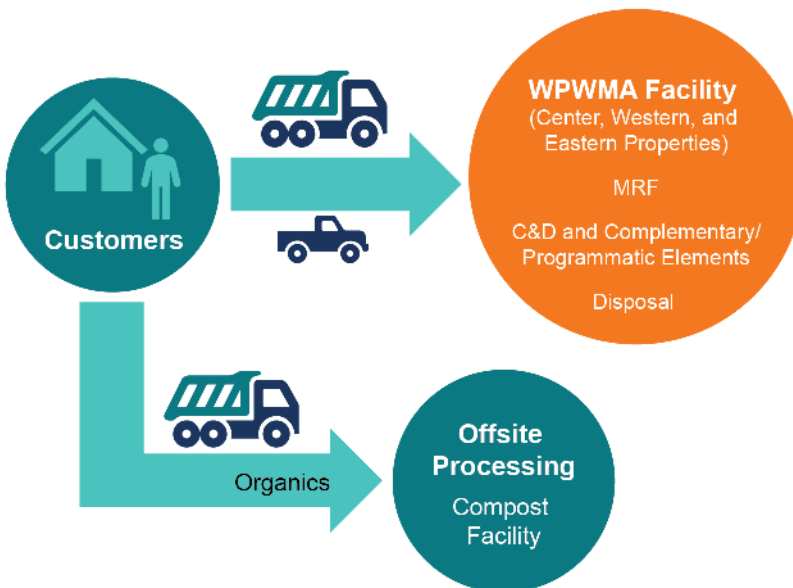 WPWMA Facility
(Center, Western, and
Eastern Properties)
MRF
C&D and Complementary/
Programmatic Elements
Disposal
Customers
Organics
Offsite
Processing
Compost
Facility